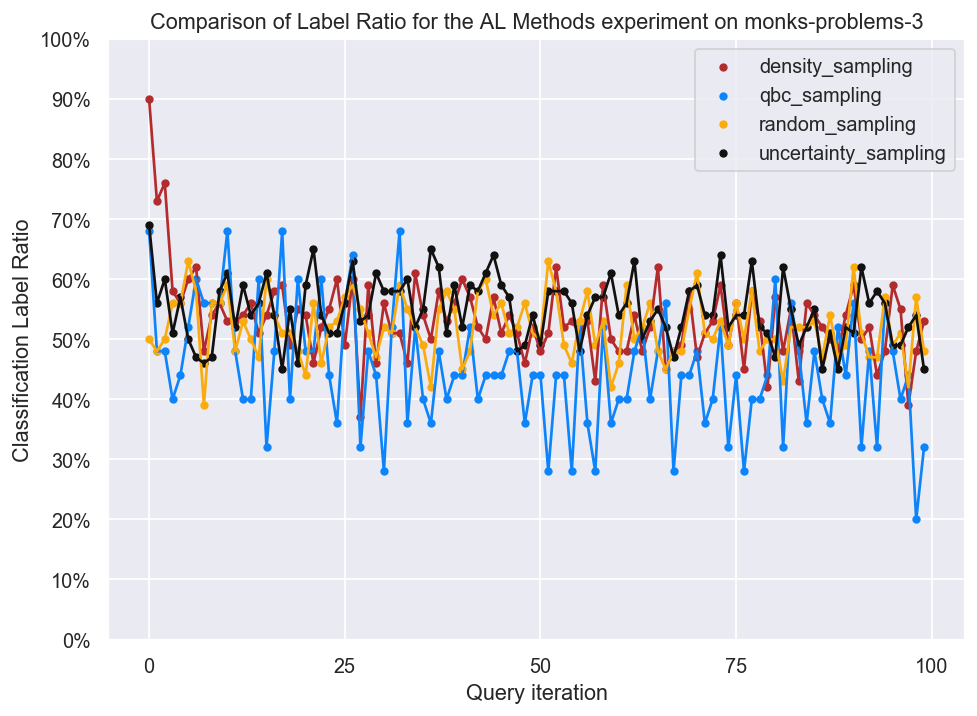 Comparison of Label Ratio for the AL Methods experiment on monks-problems-3
100%
90%
80%
70%
60%
50%
40%
30%
20%
10%
0%
Classification Label Ratio
density_sampling
qbc_sampling
random_sampling
uncertainty_sampling
0 25 50 75 100
Query iteration